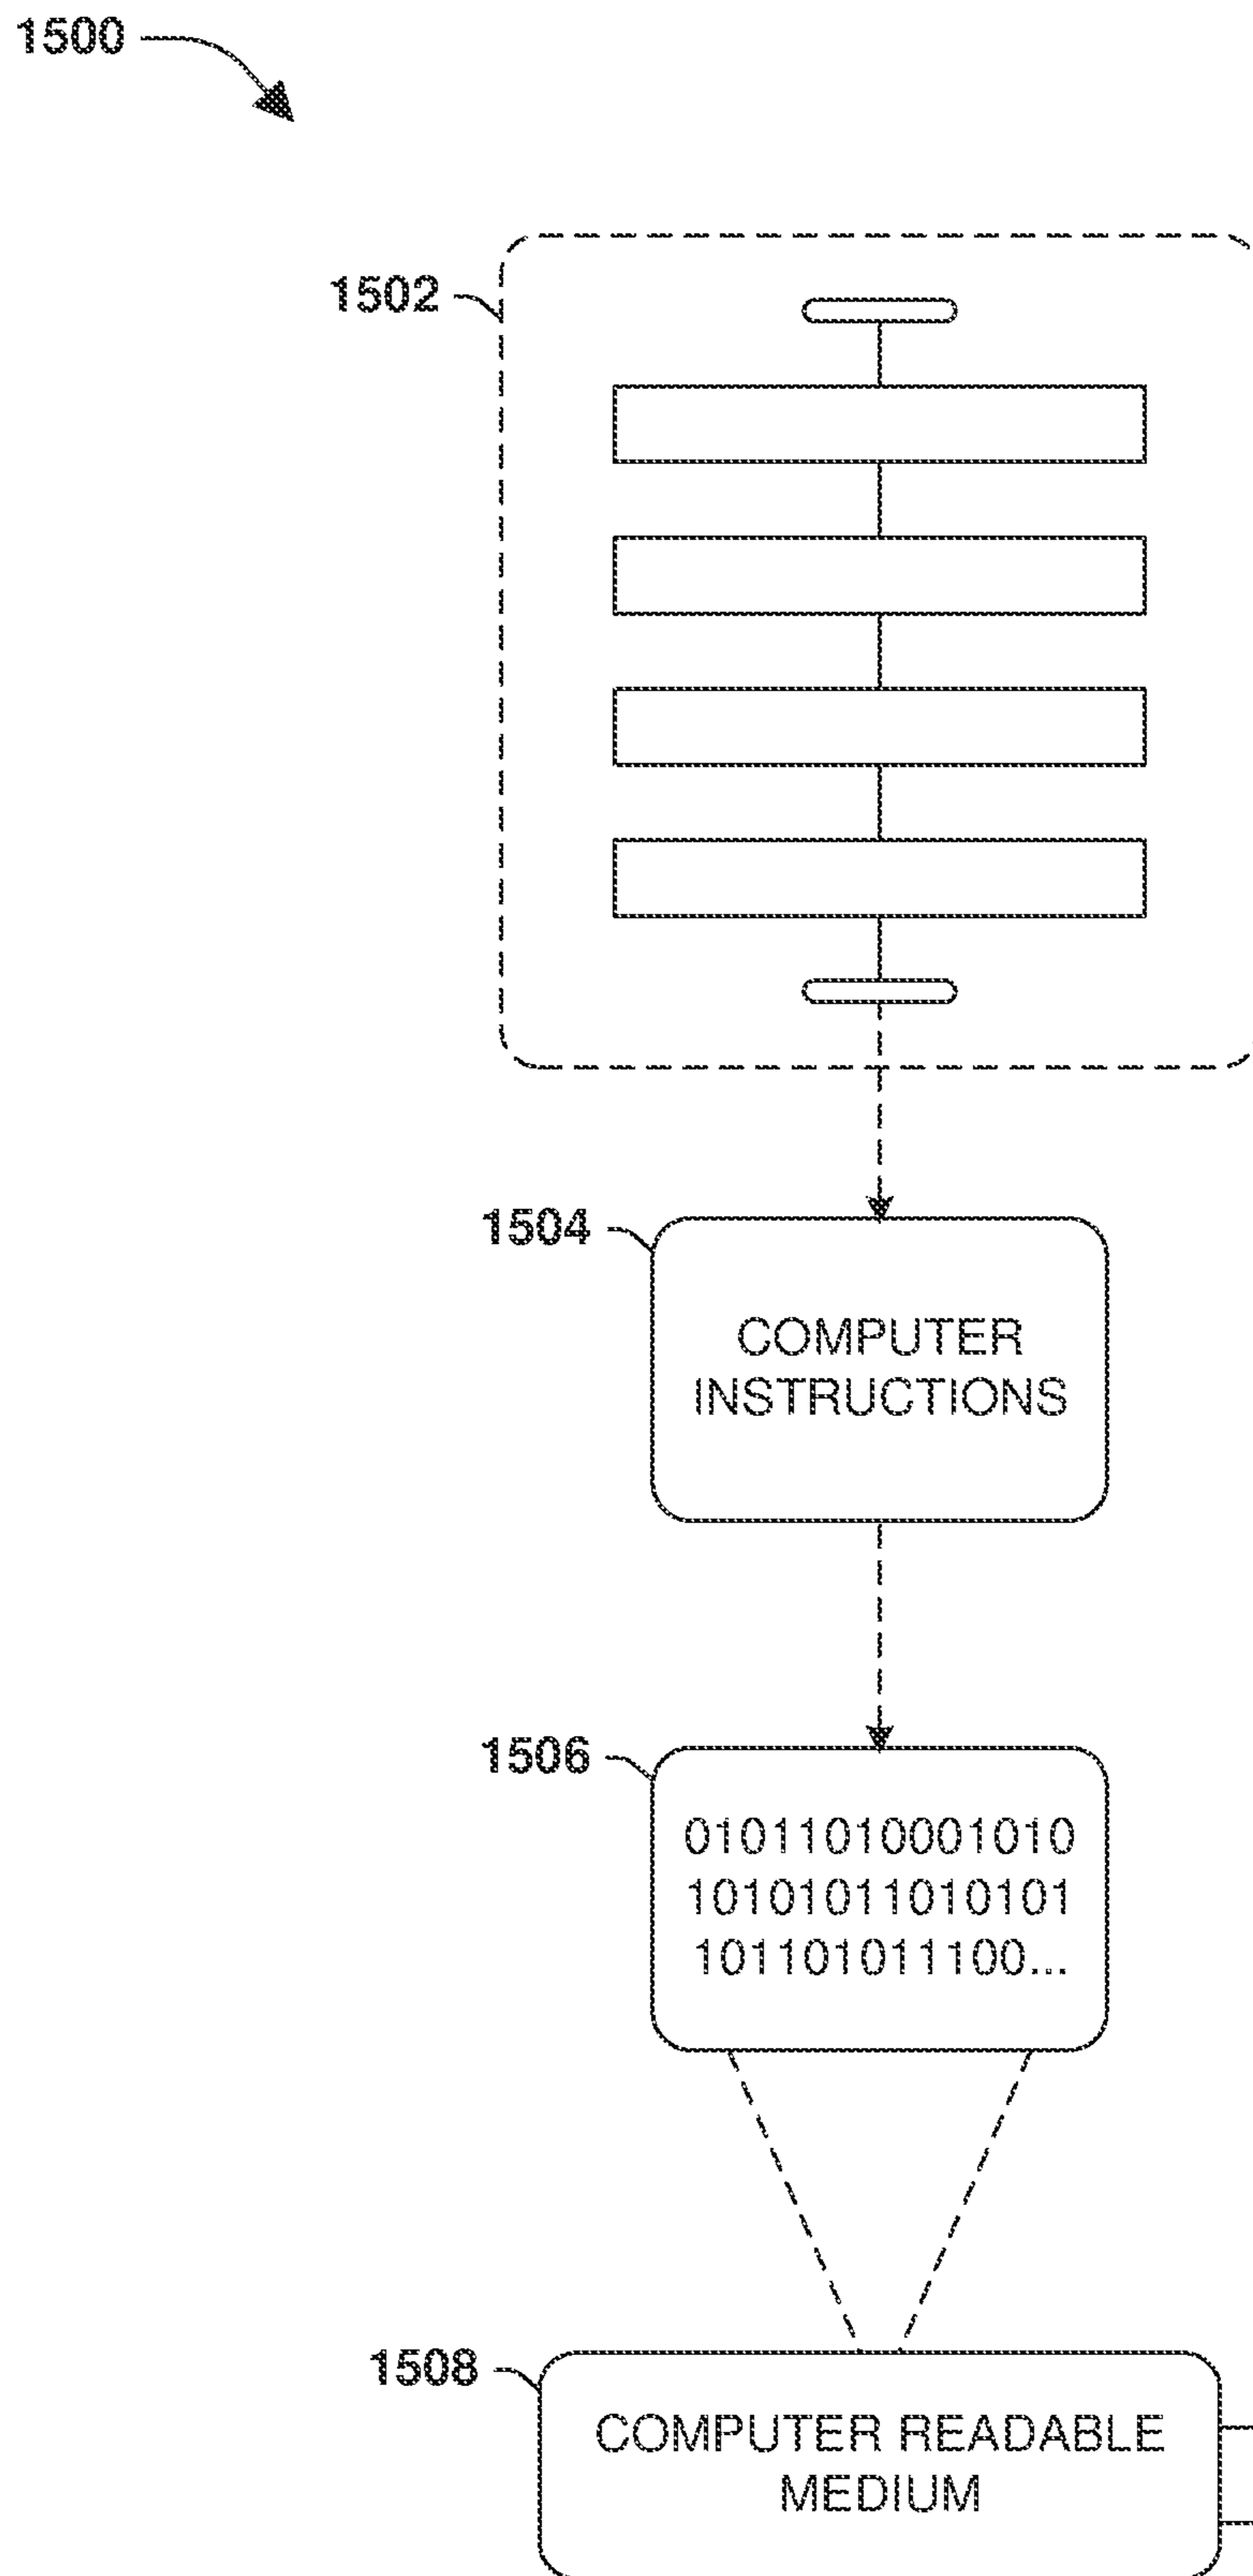 1500
1502
1504
COMPUTER
INSTRUCTIONS
1506
01011010001010
10101011010101
101101011100...
1508
COMPUTER READABLE
MEDIUM